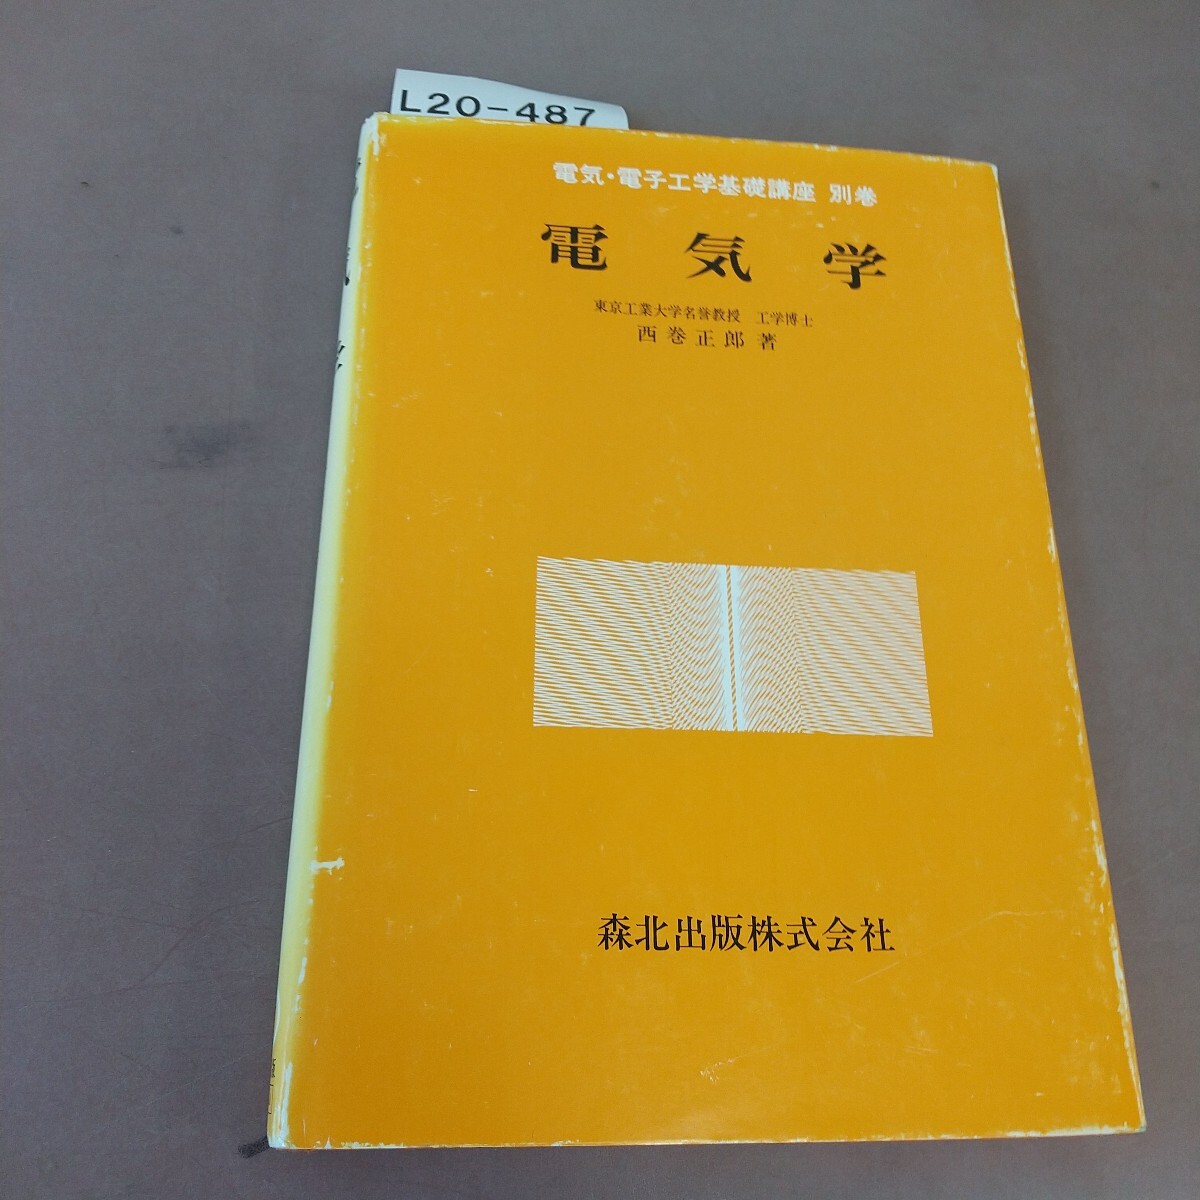 L20-487
電気・電子工学基礎講座 別巻
電気学
東京工業大学名誉教授 工学博士
西巻正郎著
森北出版株式会社